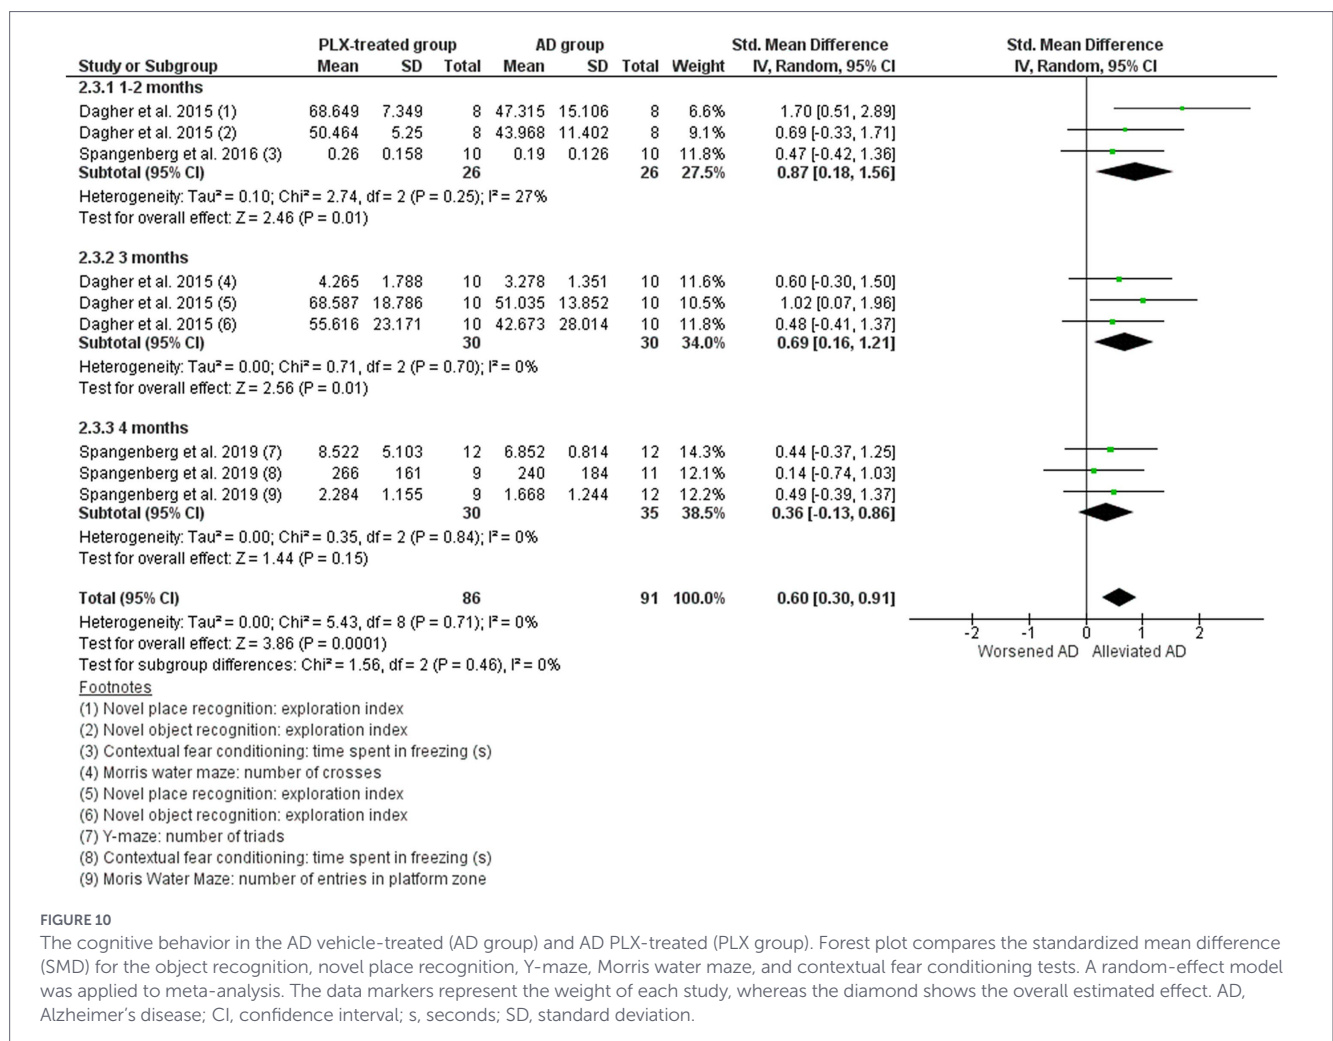 PLX-treated group AD group Std. Mean Difference Std. Mean Difference
Study or Subgroup Mean SD Total Mean SD Total Weight IV, Random, 95% CI IV, Random, 95% CI
2.3.1 1-2 months
Dagher et al. 2015 (1) 68.649 7.349 8 47.315 15.106 8 6.6% 1.70 [0.51, 2.89]
Dagher et al. 2015 (2) 50.464 5.25 8 43.968 11.402 8 9.1% 0.69 [-0.33, 1.71]
Spangenberg et al. 2016 (3) 0.26 0.158 10 0.19 0.126 10 11.8% 0.47 [-0.42, 1.36]
Subtotal (95% CI) 26 26 27.5% 0.87 [0.18, 1.56]
Heterogeneity: Tau² = 0.10; Chi² = 2.74, df = 2 (P = 0.25); I² = 27%
Test for overall effect: Z = 2.46 (P = 0.01)
2.3.2 3 months
Dagher et al. 2015 (4) 4.265 1.788 10 3.278 1.351 10 11.6% 0.60 [-0.30, 1.50]
Dagher et al. 2015 (5) 68.587 18.786 10 51.035 13.852 10 10.5% 1.02 [0.07, 1.96]
Dagher et al. 2015 (6) 55.616 23.171 10 42.673 28.014 10 11.8% 0.48 [-0.41, 1.37]
Subtotal (95% CI) 30 30 34.0% 0.69 [0.16, 1.21]
Heterogeneity: Tau² = 0.00; Chi² = 0.71, df = 2 (P = 0.70); I² = 0%
Test for overall effect: Z = 2.56 (P = 0.01)
2.3.3 4 months
Spangenberg et al. 2019 (7) 8.522 5.103 12 6.852 0.814 12 14.3% 0.44 [-0.37, 1.25]
Spangenberg et al. 2019 (8) 266 161 9 240 184 11 12.1% 0.14 [-0.74, 1.03]
Spangenberg et al. 2019 (9) 2.284 1.155 9 1.668 1.244 12 12.2% 0.49 [-0.39, 1.37]
Subtotal (95% CI) 30 35 38.5% 0.36 [-0.13, 0.86]
Heterogeneity: Tau² = 0.00; Chi² = 0.35, df = 2 (P = 0.84); I² = 0%
Test for overall effect: Z = 1.44 (P = 0.15)
Total (95% CI) 86 91 100.0% 0.60 [0.30, 0.91]
Heterogeneity: Tau² = 0.00; Chi² = 5.43, df = 8 (P = 0.71); I² = 0%
Test for overall effect: Z = 3.86 (P = 0.0001)
Test for subgroup differences: Chi² = 1.56, df = 2 (P = 0.46), I² = 0%
-2 -1 0 1 2
Worsened AD Alleviated AD
Footnotes
(1) Novel place recognition: exploration index
(2) Novel object recognition: exploration index
(3) Contextual fear conditioning: time spent in freezing (s)
(4) Morris water maze: number of crosses
(5) Novel place recognition: exploration index
(6) Novel object recognition: exploration index
(7) Y-maze: number of triads
(8) Contextual fear conditioning: time spent in freezing (s)
(9) Moris Water Maze: number of entries in platform zone
FIGURE 10
The cognitive behavior in the AD vehicle-treated (AD group) and AD PLX-treated (PLX group). Forest plot compares the standardized mean difference
(SMD) for the object recognition, novel place recognition, Y-maze, Morris water maze, and contextual fear conditioning tests. A random-effect model
was applied to meta-analysis. The data markers represent the weight of each study, whereas the diamond shows the overall estimated effect. AD,
Alzheimer's disease; CI, confidence interval; s, seconds; SD, standard deviation.